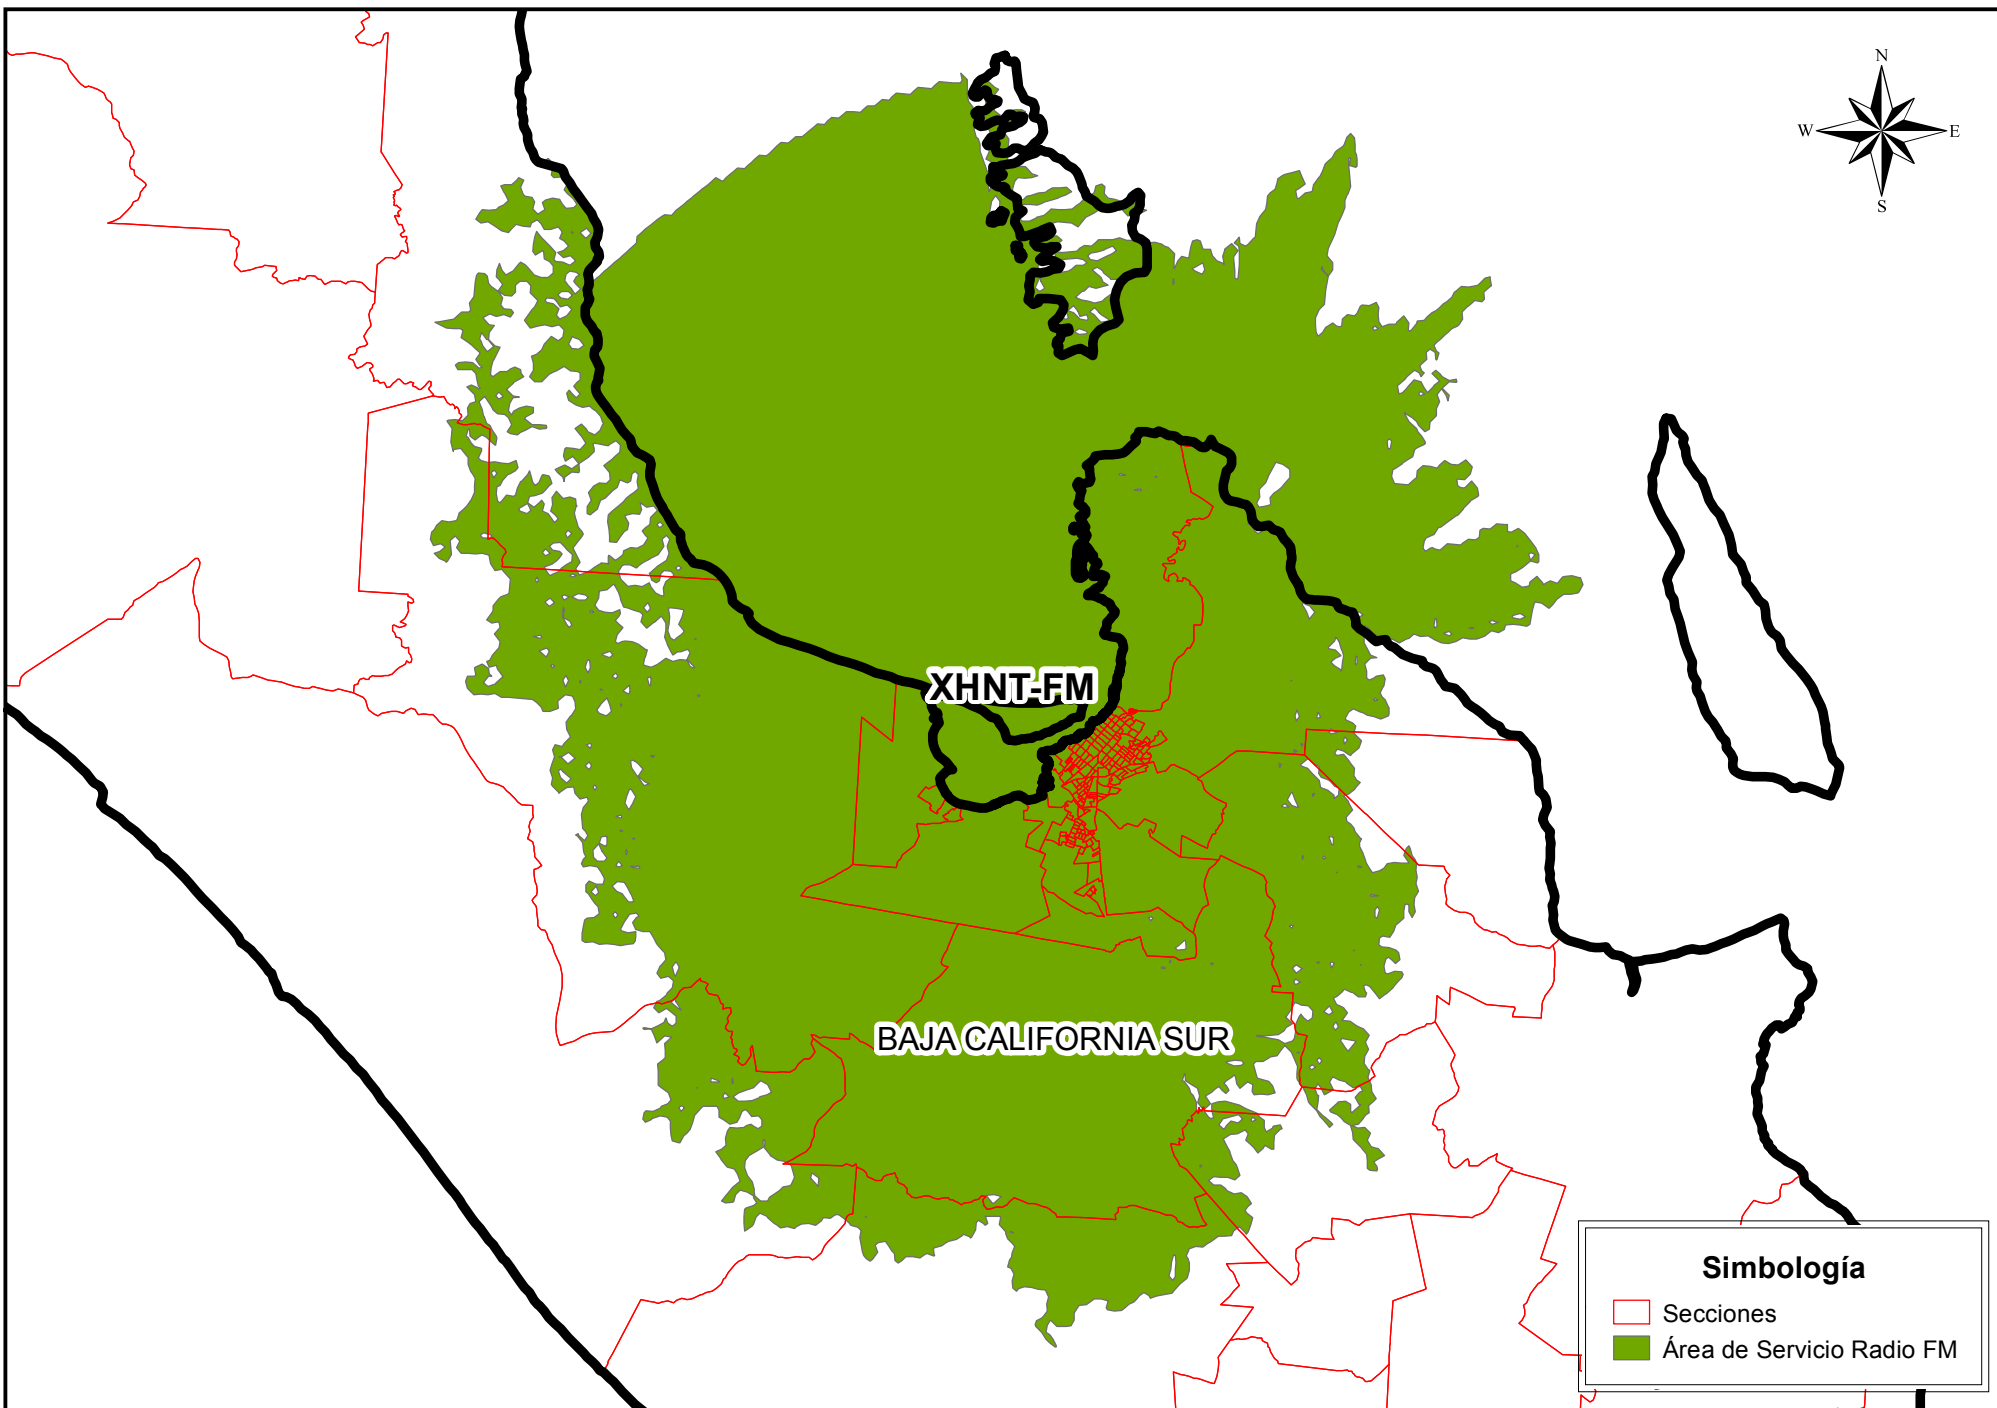 N
W E
S
XHNT-FM
BAJA CALIFORNIA SUR
Simbología
Secciones
Área de Servicio Radio FM